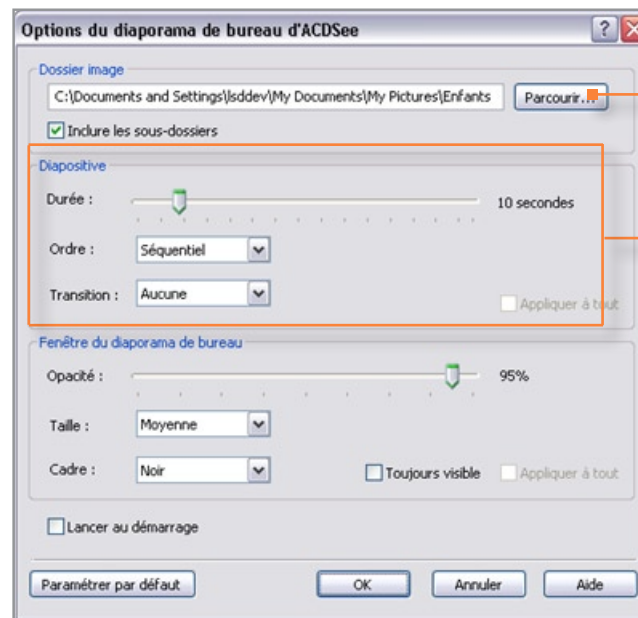 Options du diaporama de bureau d'ACDSee
Dossier image
C:\Documents and Settings\lsddev\My Documents\My Pictures\Enfants
Parcourir...
Inclure les sous-dossiers
Diapositive
Durée :
10 secondes
Ordre :
Séquentiel
Transition :
Aucune
Appliquer à tout
Fenêtre du diaporama de bureau
Opacité :
95%
Taille :
Moyenne
Cadre :
Noir
Toujours visible
Appliquer à tout
Lancer au démarrage
Paramétrer par défaut
OK
Annuler
Aide